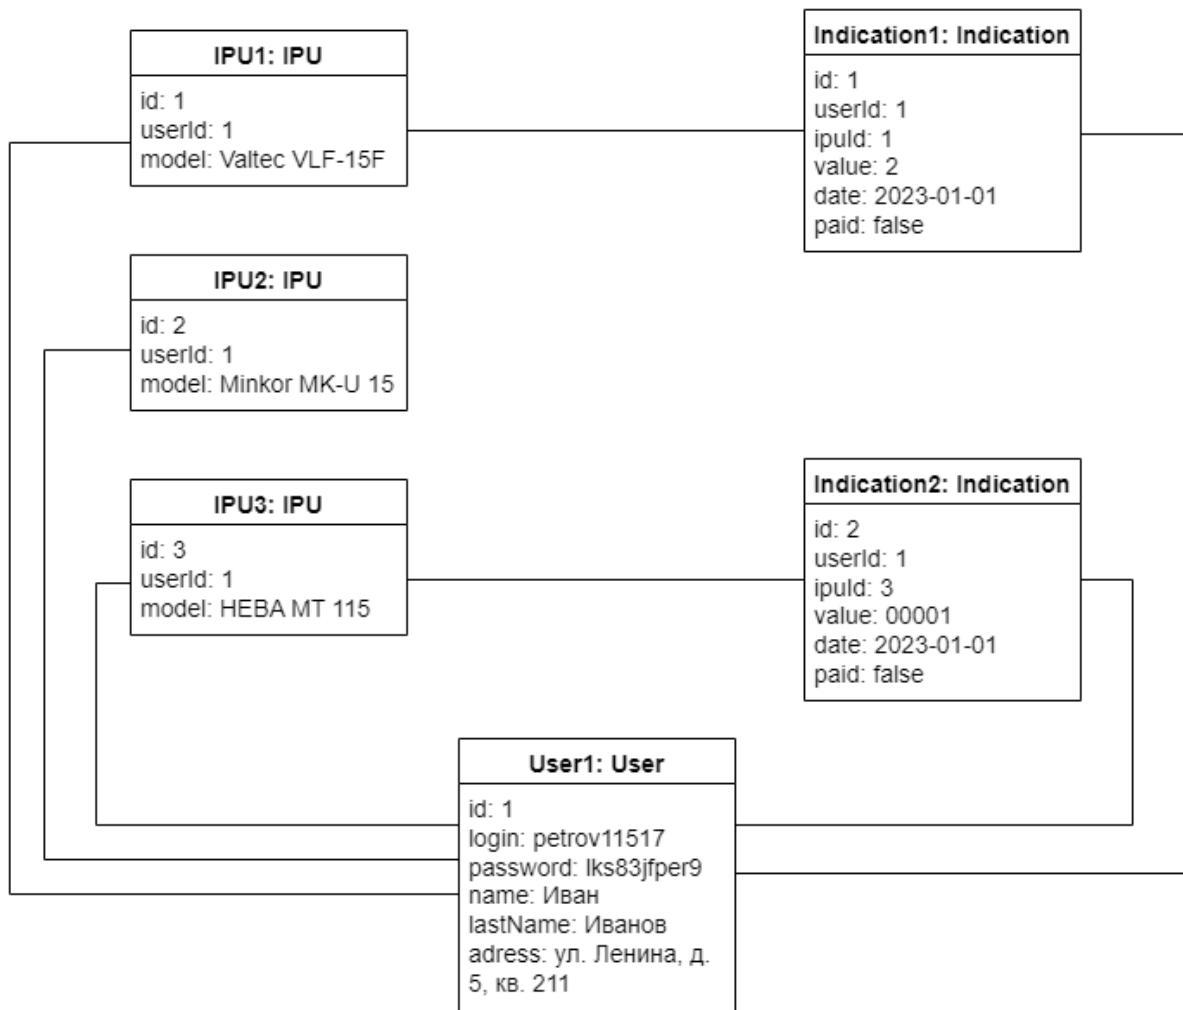 IPU1: IPU
id: 1
userId: 1
model: Valtec VLF-15F
Indication1: Indication
id: 1
userId: 1
ipuId: 1
value: 2
date: 2023-01-01
paid: false
IPU2: IPU
id: 2
userId: 1
model: Minkor MK-U 15
IPU3: IPU
id: 3
userId: 1
model: НЕВА МТ 115
Indication2: Indication
id: 2
userId: 1
ipuId: 3
value: 00001
date: 2023-01-01
paid: false
User1: User
id: 1
login: petrov11517
password: lks83jfper9
name: Иван
lastName: Иванов
adress: ул. Ленина, д.
5, кв. 211